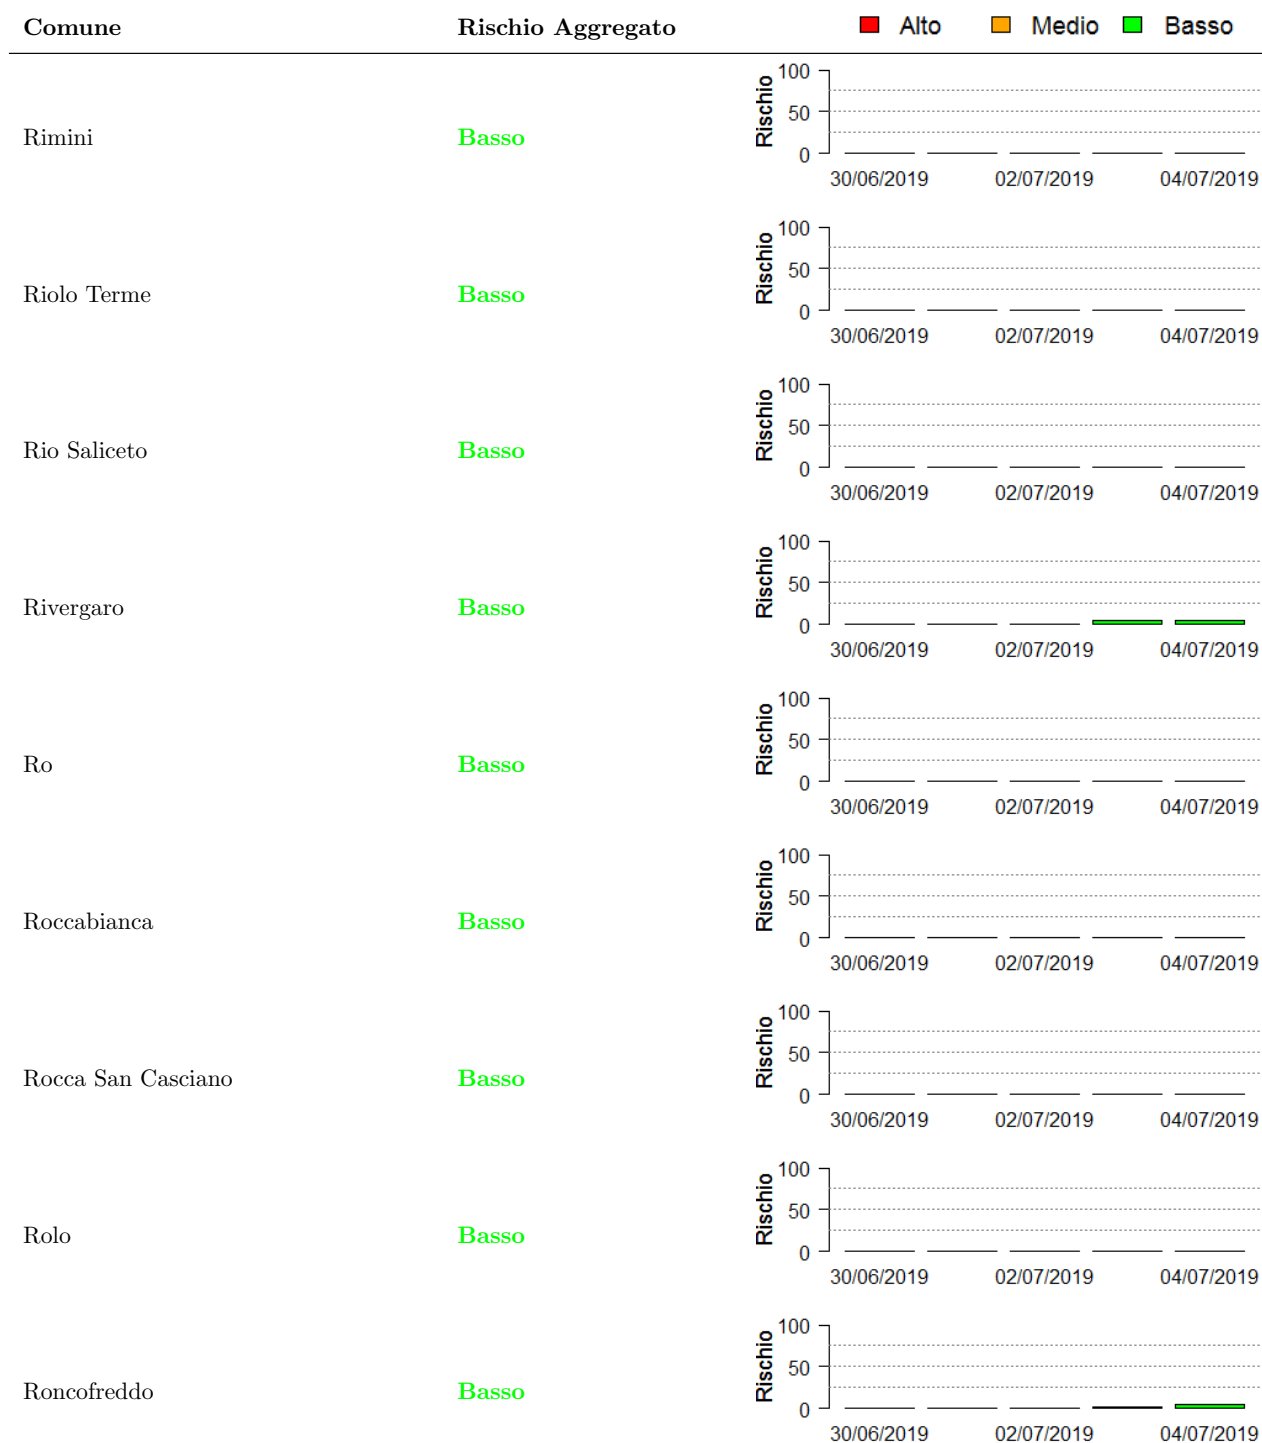 Comune Rischio Aggregato Alto Medio Basso
100
50
0
Rischio
Rimini Basso
30/06/2019 02/07/2019 04/07/2019
100
50
0
Rischio
Riolo Terme Basso
30/06/2019 02/07/2019 04/07/2019
100
50
0
Rischio
Rio Saliceto Basso
30/06/2019 02/07/2019 04/07/2019
100
50
0
Rischio
Rivergaro Basso
30/06/2019 02/07/2019 04/07/2019
100
50
0
Rischio
Ro Basso
30/06/2019 02/07/2019 04/07/2019
100
50
0
Rischio
Roccabianca Basso
30/06/2019 02/07/2019 04/07/2019
100
50
0
Rischio
Rocca San Casciano Basso
30/06/2019 02/07/2019 04/07/2019
100
50
0
Rischio
Rolo Basso
30/06/2019 02/07/2019 04/07/2019
100
50
0
Rischio
Roncofreddo Basso
30/06/2019 02/07/2019 04/07/2019